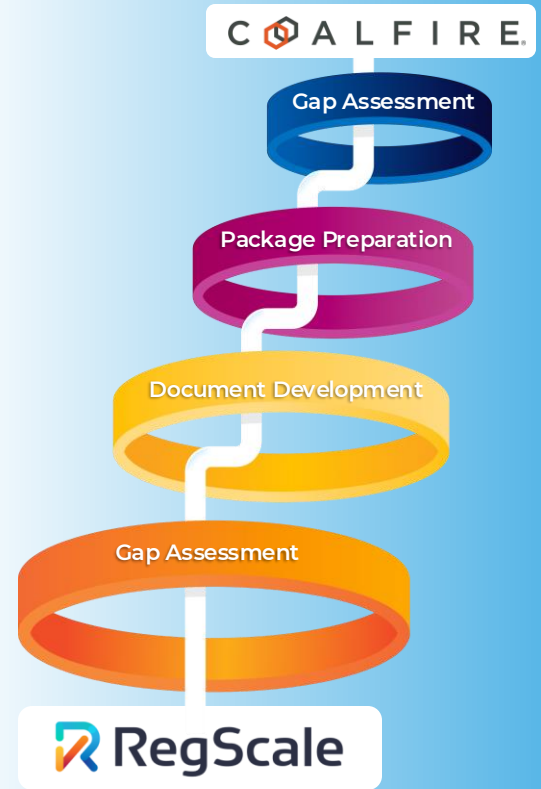 COALFIRE®
Gap Assessment
Package Preparation
Document Development
Gap Assessment
RegScale